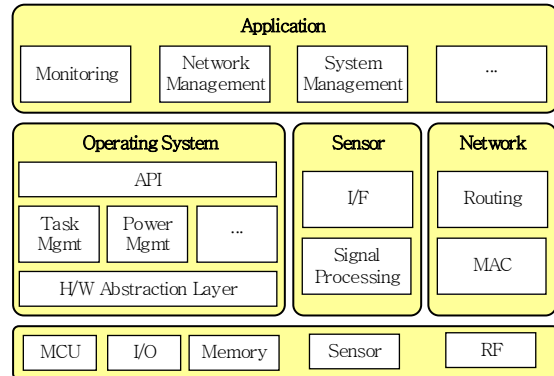 Application
Monitoring
Network
Management
System
Management
...
Operating System
API
Task
Mgmt
Power
Mgmt
...
H/W Abstraction Layer
Sensor
I/F
Signal
Processing
Network
Routing
MAC
MCU
I/O
Memory
Sensor
RF